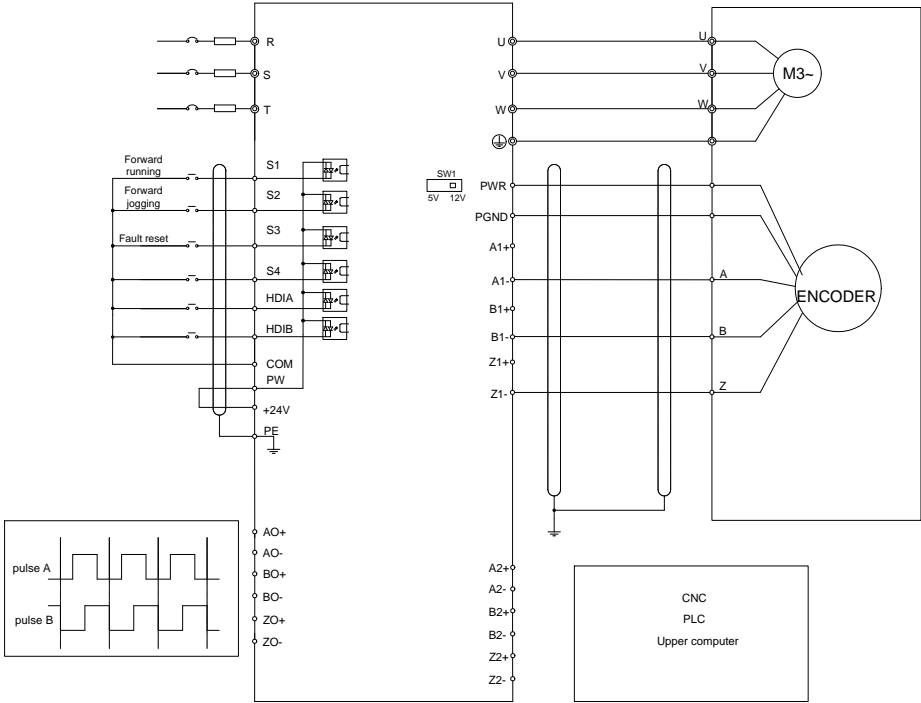 R
S
T
U
V
W
U
V
W
M3~
Forward
running
Forward
jogging
Fault reset
S1
S2
S3
S4
HDIA
HDIB
COM
PW
+24V
PE
SW1
5V 12V
PWR
PGND
A1+
A1-
B1+
B1-
Z1+
Z1-
A
B
Z
ENCODER
pulse A
pulse B
AO+
AO-
BO+
BO-
ZO+
ZO-
A2+
A2-
B2+
B2-
Z2+
Z2-
CNC
PLC
Upper computer